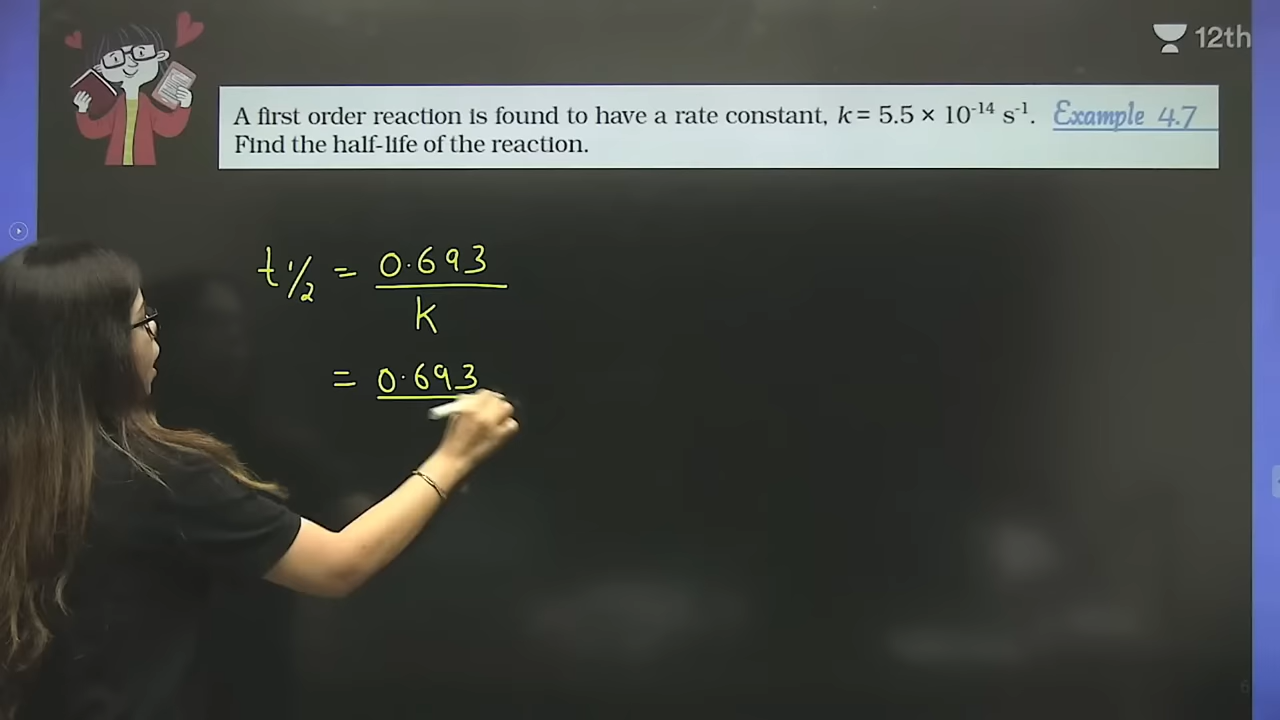 12th
A first order reaction is found to have a rate constant, k = 5.5 × 10⁻¹⁴ s⁻¹. Example 4.7
Find the half-life of the reaction.
t 1/2 = 0.693
K
= 0.693